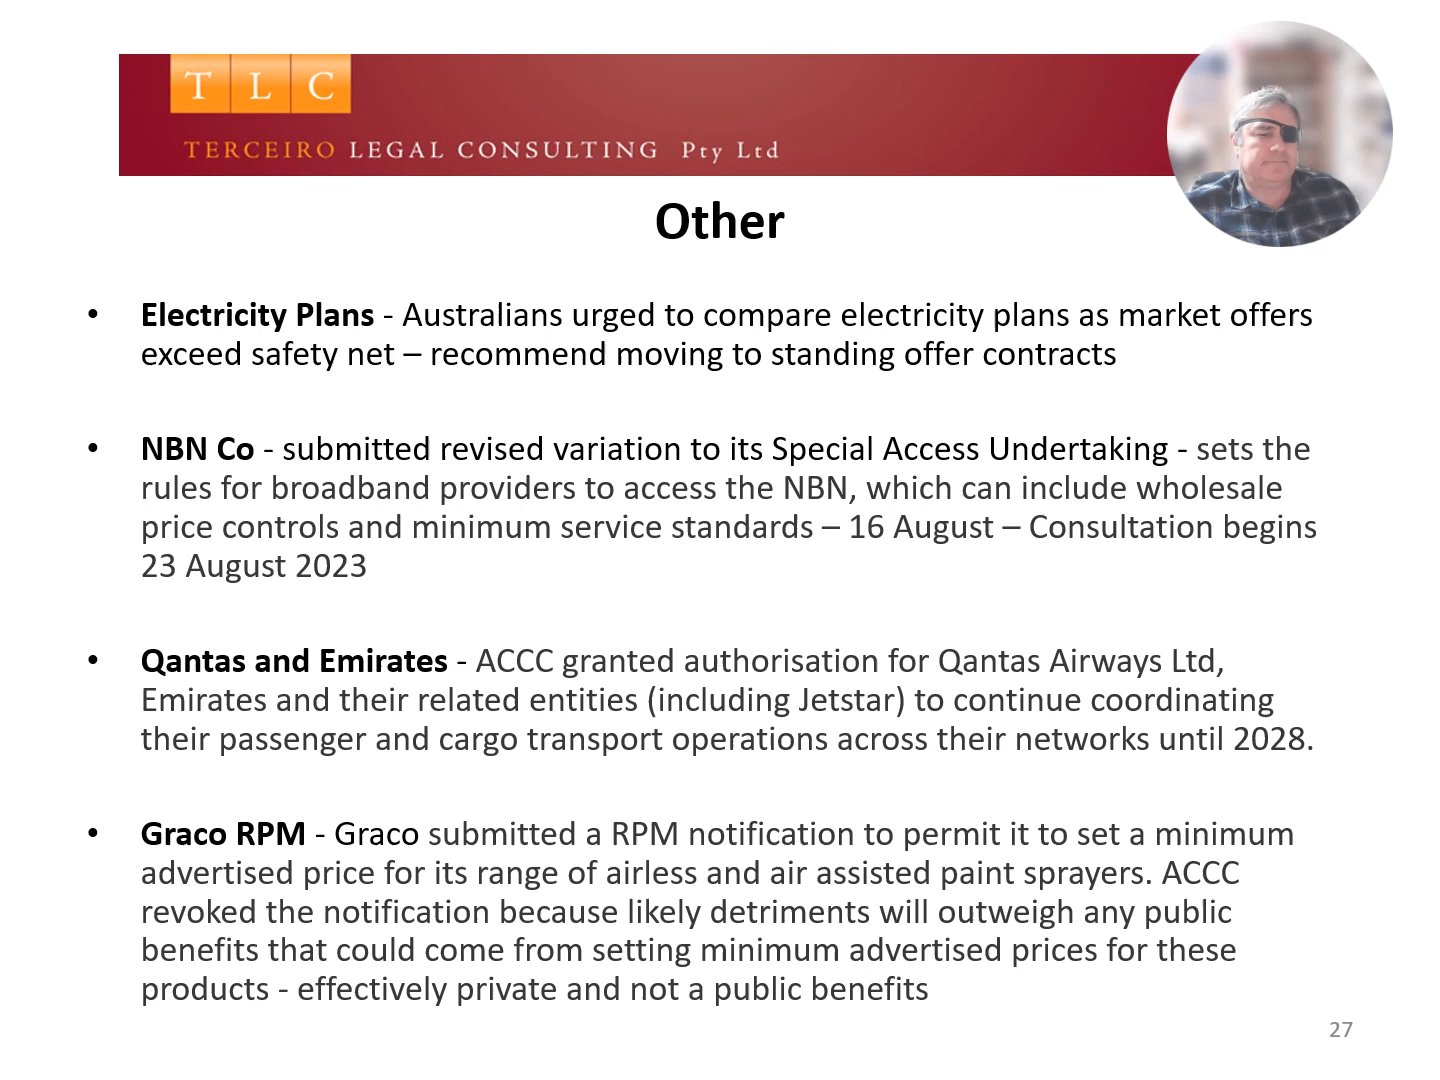 T L C
TERCEIRO LEGAL CONSULTING Pty Ltd
Other
• Electricity Plans - Australians urged to compare electricity plans as market offers
exceed safety net – recommend moving to standing offer contracts
• NBN Co - submitted revised variation to its Special Access Undertaking - sets the
rules for broadband providers to access the NBN, which can include wholesale
price controls and minimum service standards – 16 August – Consultation begins
23 August 2023
• Qantas and Emirates - ACCC granted authorisation for Qantas Airways Ltd,
Emirates and their related entities (including Jetstar) to continue coordinating
their passenger and cargo transport operations across their networks until 2028.
• Graco RPM - Graco submitted a RPM notification to permit it to set a minimum
advertised price for its range of airless and air assisted paint sprayers. ACCC
revoked the notification because likely detriments will outweigh any public
benefits that could come from setting minimum advertised prices for these
products - effectively private and not a public benefits
27